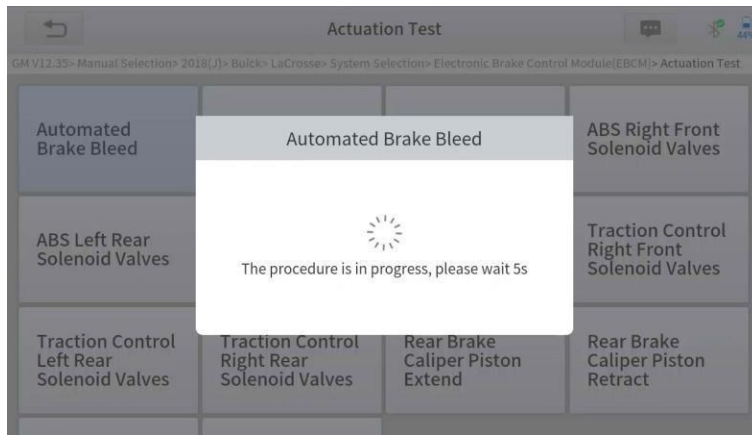 Actuation Test
44%
GM V12.35> Manual Selection> 2018(J)> Buick> LaCrosse> System Selection> Electronic Brake Control Module(EBCM)> Actuation Test
Automated
Brake Bleed
ABS Right Front
Solenoid Valves
Automated Brake Bleed
The procedure is in progress, please wait 5s
ABS Left Rear
Solenoid Valves
Traction Control
Right Front
Solenoid Valves
Traction Control
Left Rear
Solenoid Valves
Traction Control
Right Rear
Solenoid Valves
Rear Brake
Caliper Piston
Extend
Rear Brake
Caliper Piston
Retract